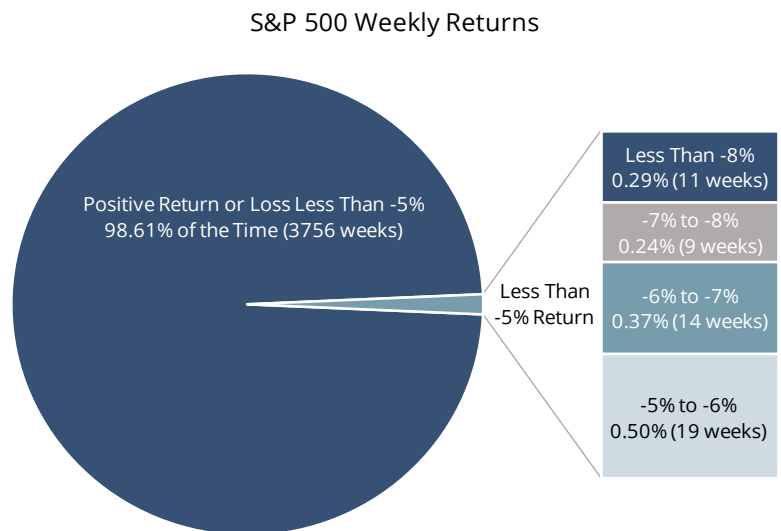 S&P 500 Weekly Returns
Positive Return or Loss Less Than -5%
98.61% of the Time (3756 weeks)
Less Than
-5% Return
Less Than -8%
0.29% (11 weeks)
-7% to -8%
0.24% (9 weeks)
-6% to -7%
0.37% (14 weeks)
-5% to -6%
0.50% (19 weeks)